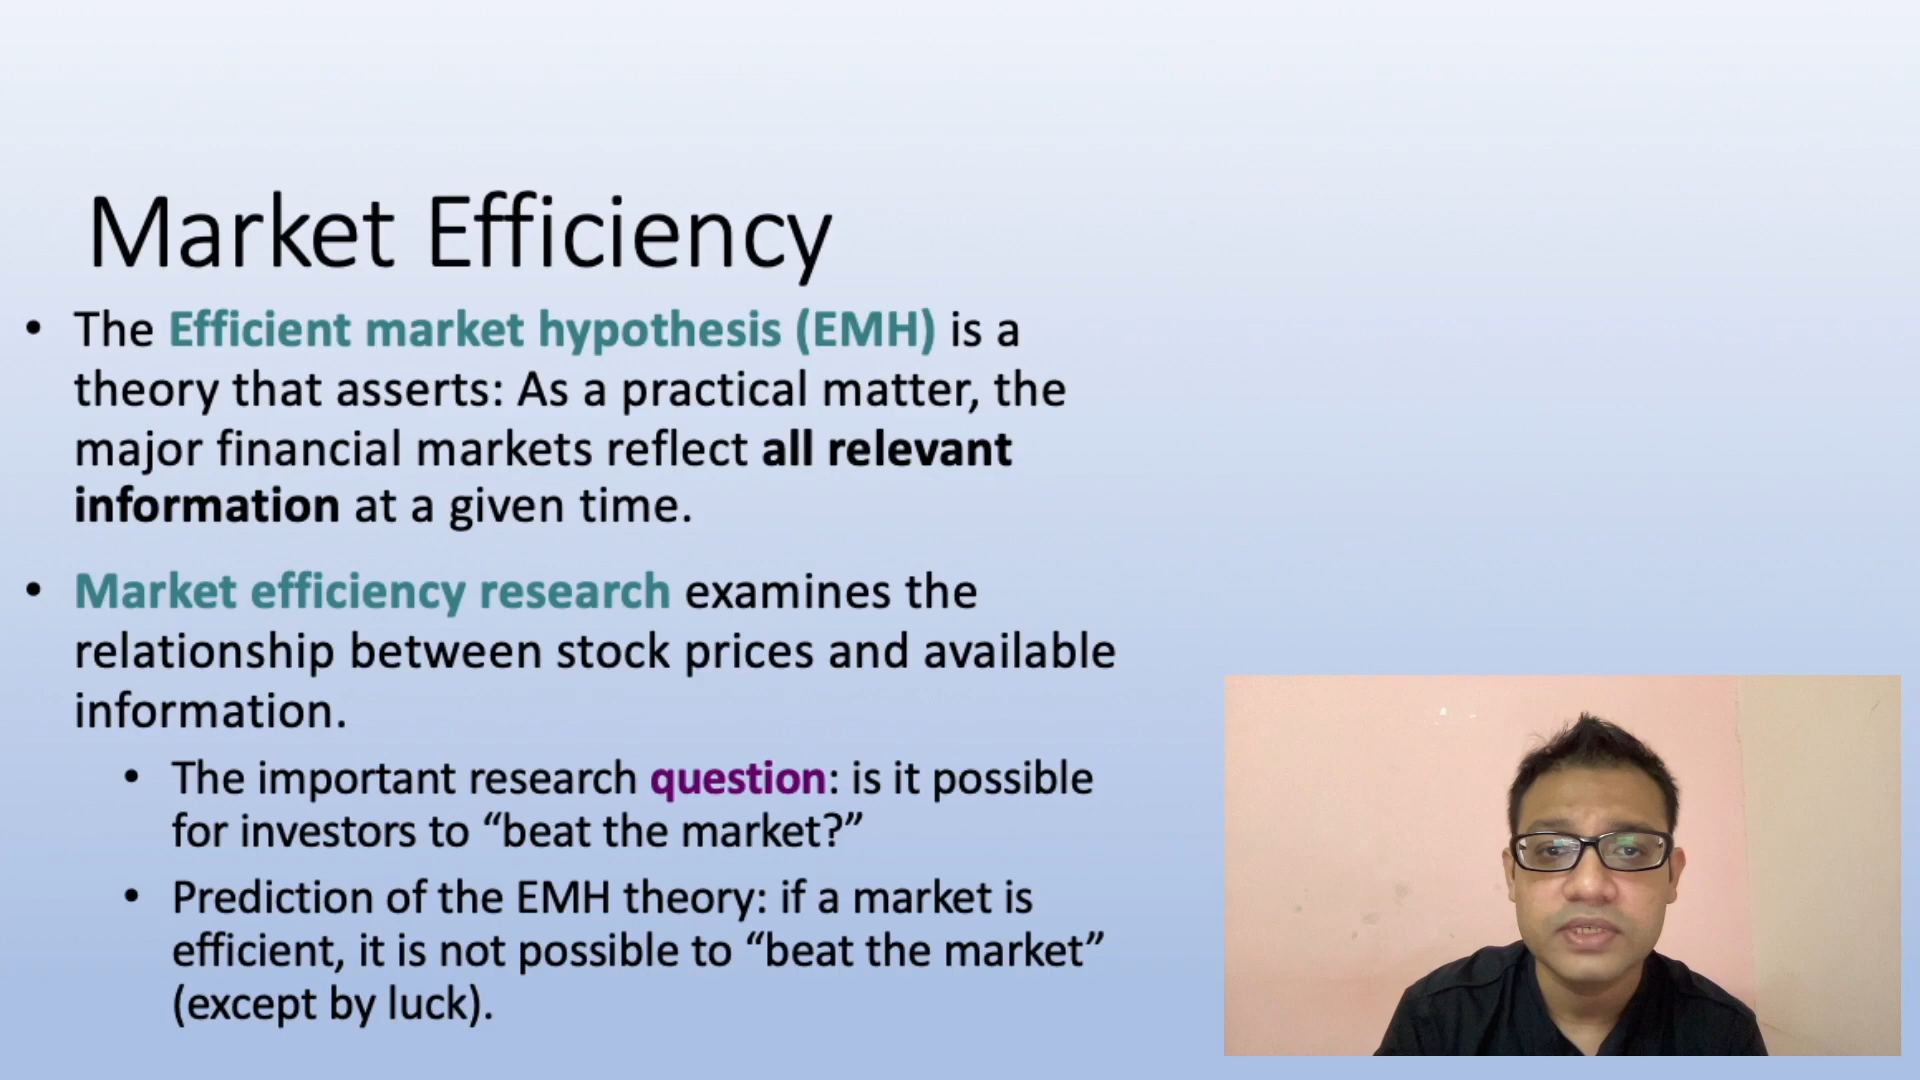 Market Efficiency
• The Efficient market hypothesis (EMH) is a
theory that asserts: As a practical matter, the
major financial markets reflect all relevant
information at a given time.
• Market efficiency research examines the
relationship between stock prices and available
information.
• The important research question: is it possible
for investors to “beat the market?”
• Prediction of the EMH theory: if a market is
efficient, it is not possible to “beat the market”
(except by luck).